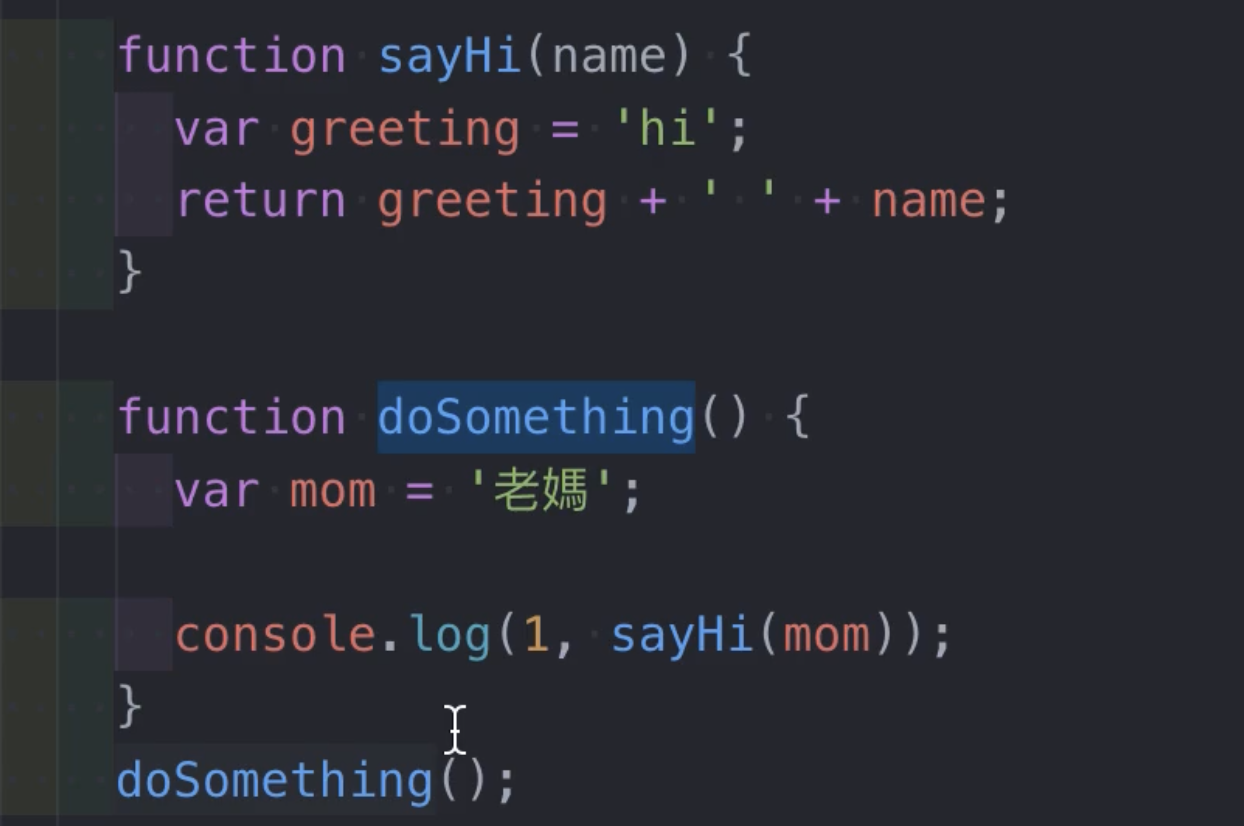 function sayHi(name) {
  var greeting = 'hi';
  return greeting + ' ' + name;
}
function doSomething() {
  var mom = '老媽';
  console.log(1, sayHi(mom));
}
doSomething();